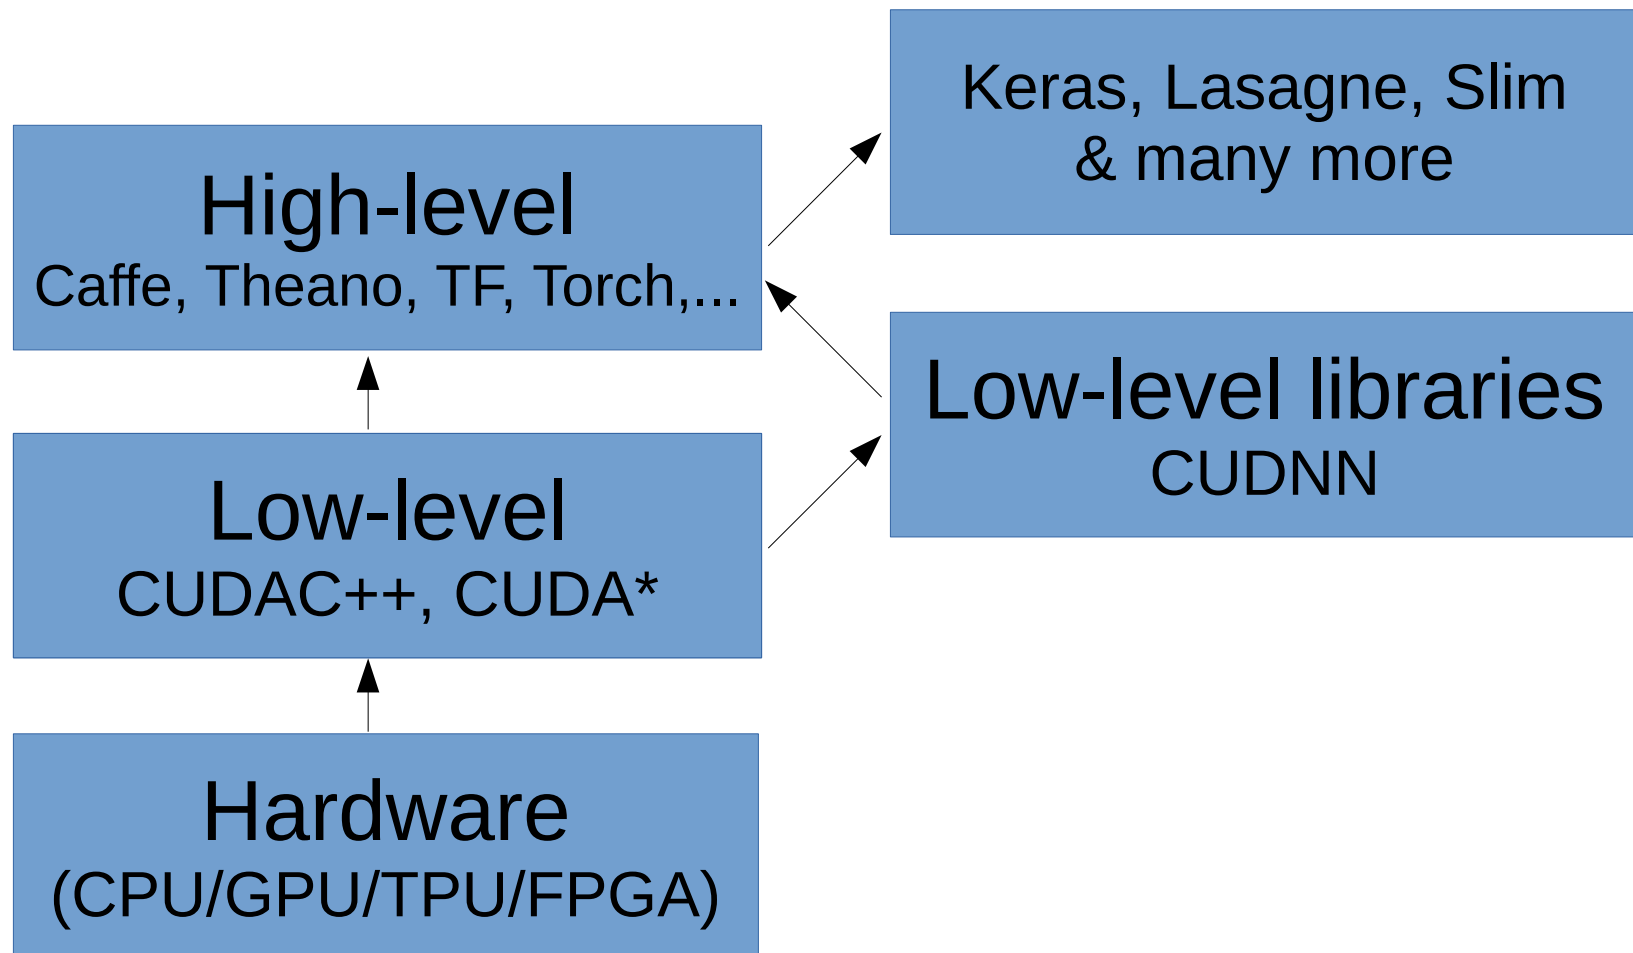 Keras, Lasagne, Slim
& many more
High-level
Caffe, Theano, TF, Torch,...
Low-level libraries
CUDNN
Low-level
CUDAC++, CUDA*
Hardware
(CPU/GPU/TPU/FPGA)